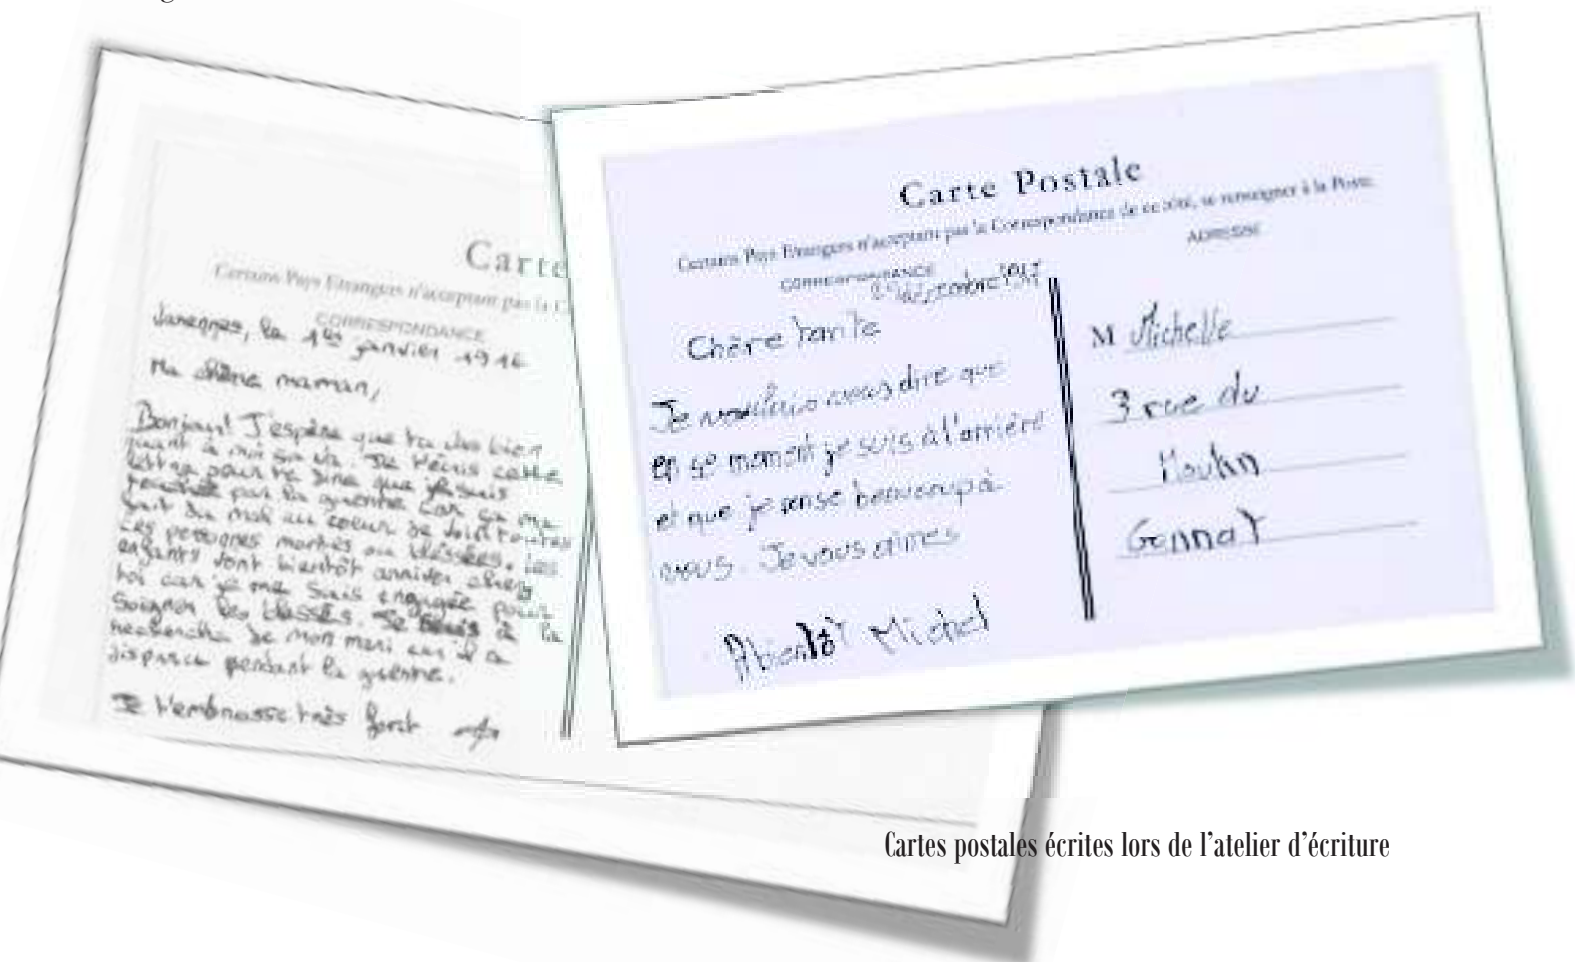 Carte
Certains Pays Etrangers n'acceptent pas la C
CORRESPONDANCE
Varennes, le 1er janvier 1916
Ma chère maman,
Bonjour! J'espère que tu vas bien
quant à moi ça va. Je t'écris cette
lettre pour te dire que je suis
par la guerre car ça me
fait du mal au coeur de voir toutes
les personnes mortes ou blessées. Les
enfants vont bientôt arriver chez
toi car je me suis engagée pour
soigner les blessés. Je suis à la
recherche de mon mari car il a
disparu pendant la guerre.
Je t'embrasse très fort
Carte Postale
Certains Pays Etrangers n'acceptent pas la Correspondance de ce côté, se renseigner à la Poste.
CORRESPONDANCE
ADRESSE
Chère tante
Je voulais vous dire que
en ce moment je suis à l'arrière
et que je pense beaucoup à
vous. Je vous aimes
Abientôt Michel
M Michelle
3 rue du
Moulin
Gannat
Cartes postales écrites lors de l'atelier d'écriture